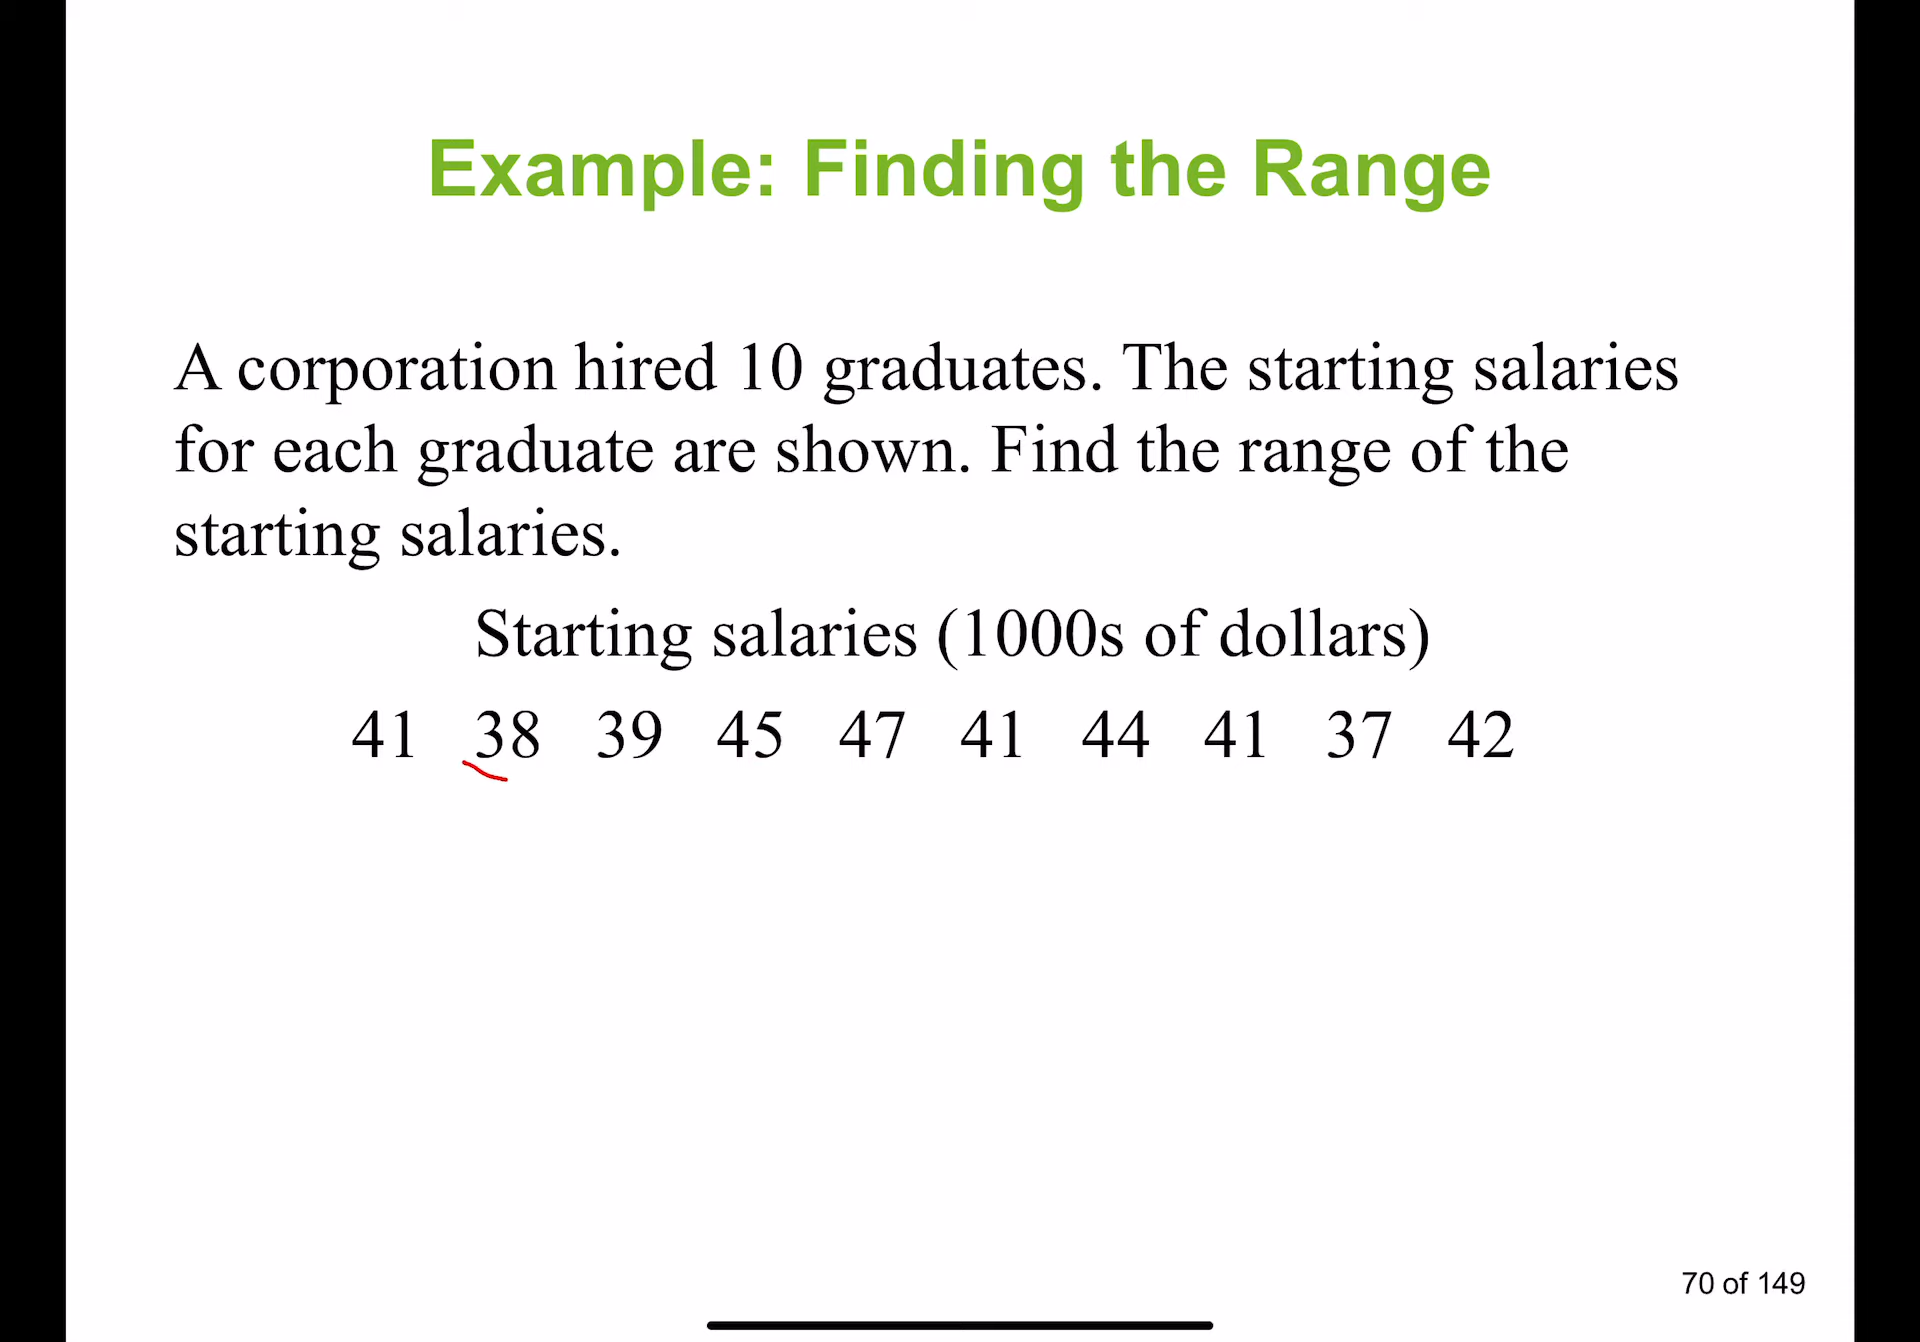 Example: Finding the Range
A corporation hired 10 graduates. The starting salaries
for each graduate are shown. Find the range of the
starting salaries.
Starting salaries (1000s of dollars)
41 38 39 45 47 41 44 41 37 42
70 of 149